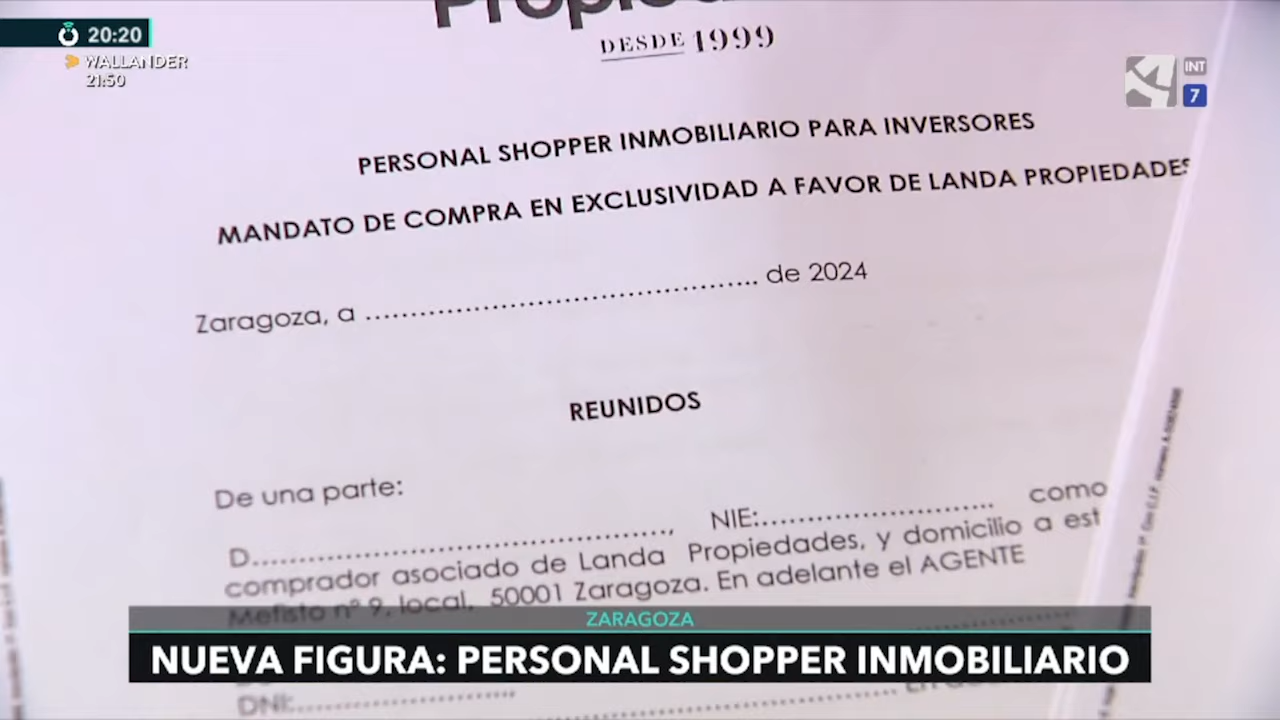 20:20
WALLANDER
21:50
INT
7
DESDE 1999
PERSONAL SHOPPER INMOBILIARIO PARA INVERSORES
MANDATO DE COMPRA EN EXCLUSIVIDAD A FAVOR DE LANDA PROPIEDADES
Zaragoza, a ............................................. de 2024
REUNIDOS
De una parte:
D................................................, NIE:......................... como
comprador asociado de Landa Propiedades, y domicilio a est
Mefisto nº 9, local, 50001 Zaragoza. En adelante el AGENTE
ZARAGOZA
NUEVA FIGURA: PERSONAL SHOPPER INMOBILIARIO
DNI:..........................